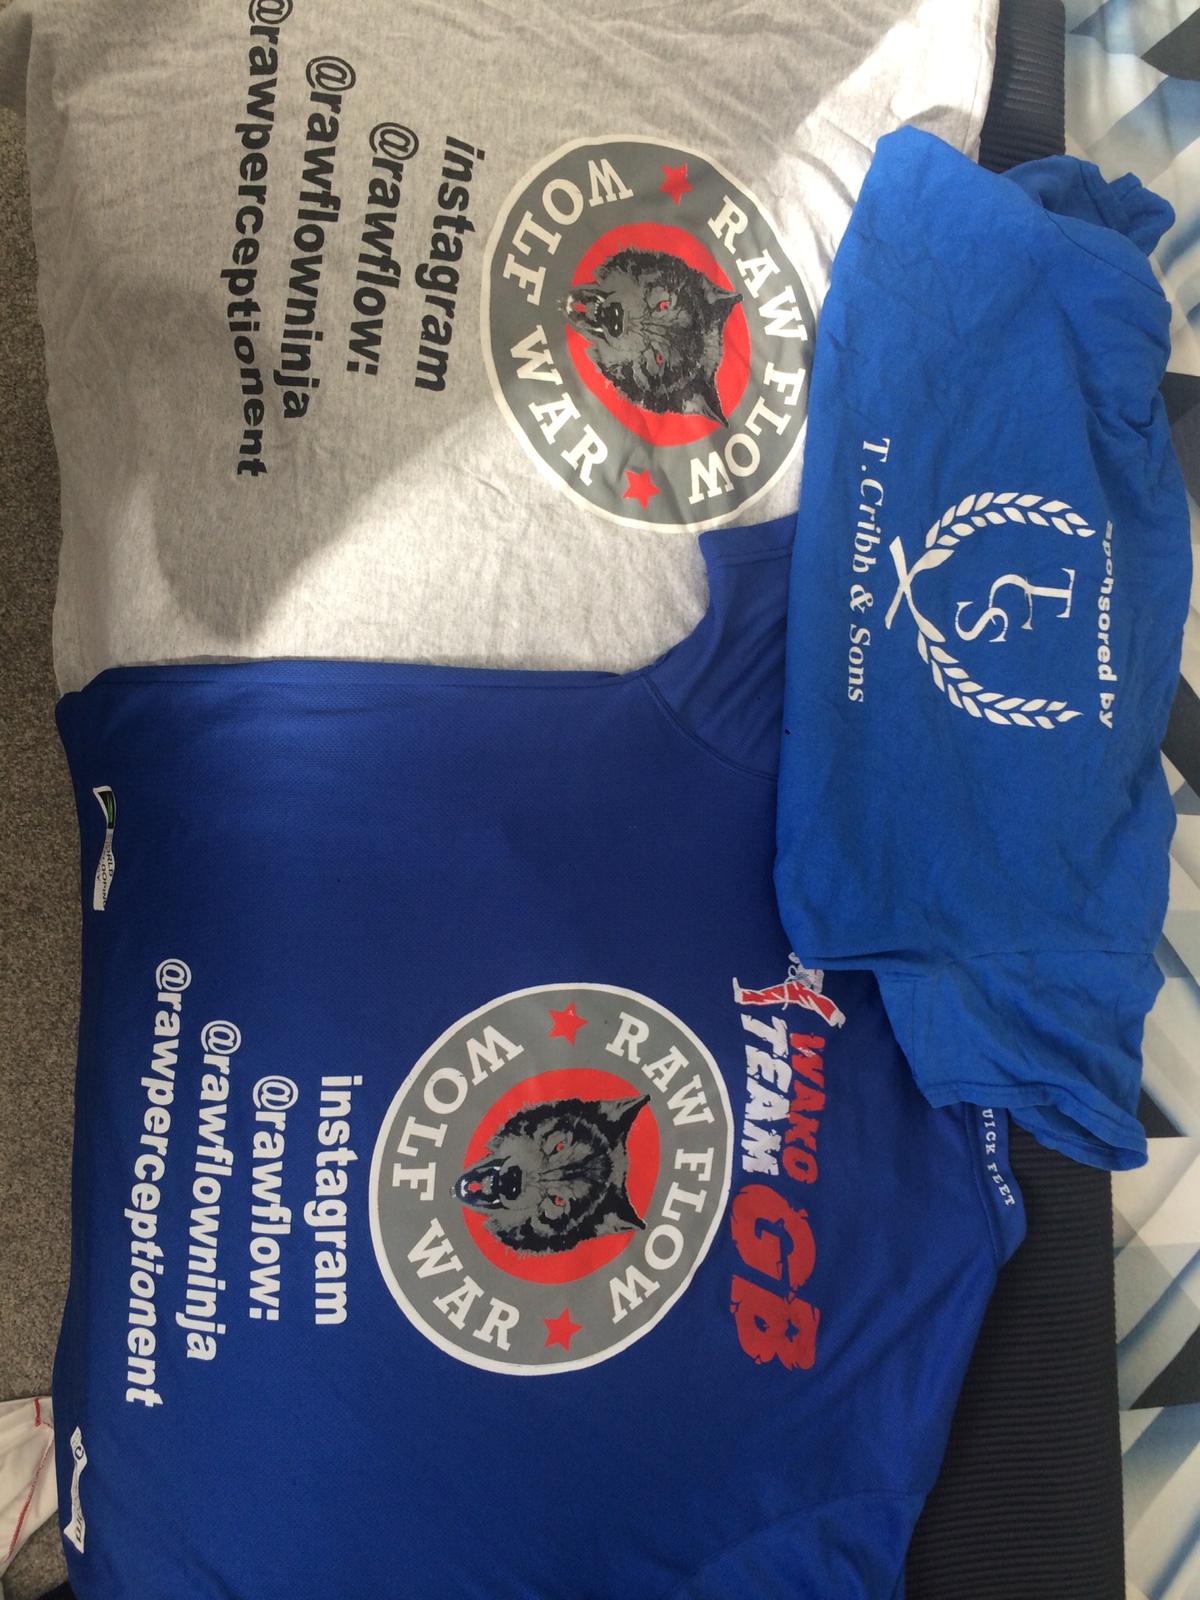 RAW FLOW
WOLF WAR
instagram
@rawflow:
@rawflowninja
@rawperceptionent
sponsored by
TCS
T.Cribb & Sons
WAKO
TEAM GB
RAW FLOW
WOLF WAR
instagram
@rawflow:
@rawflowninja
@rawperceptionent